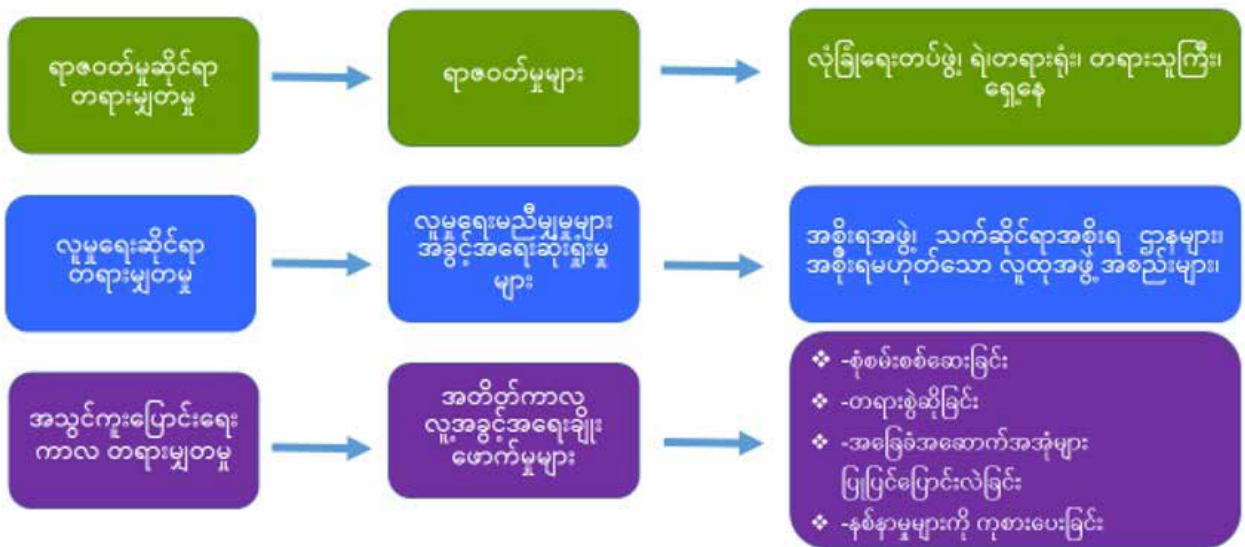 ရာဇဝတ်မှုဆိုင်ရာ
တရားမျှတမှု
ရာဇဝတ်မှုများ
လုံခြုံရေးတပ်ဖွဲ့၊ ရဲ၊တရားရုံး၊ တရားသူကြီး၊
ရှေ့နေ
လူမှုရေးဆိုင်ရာ
တရားမျှတမှု
လူမှုရေးမညီမျှမှုများ
အခွင့်အရေးဆုံးရှုံးမှု
များ
အစိုးရအဖွဲ့၊ သက်ဆိုင်ရာအစိုးရ ဌာနများ၊
အစိုးရမဟုတ်သော လူထုအဖွဲ့ အစည်းများ၊
အသွင်ကူးပြောင်းရေး
ကာလ တရားမျှတမှု
အတိတ်ကာလ
လူ့အခွင့်အရေးချိုး
ဖောက်မှုများ
❖ -စုံစမ်းစစ်ဆေးခြင်း
❖ -တရားစွဲဆိုခြင်း
❖ -အခြေခံအဆောက်အအုံများ
ပြုပြင်ပြောင်းလဲခြင်း
❖ -နစ်နာမှုများကို ကုစားပေးခြင်း